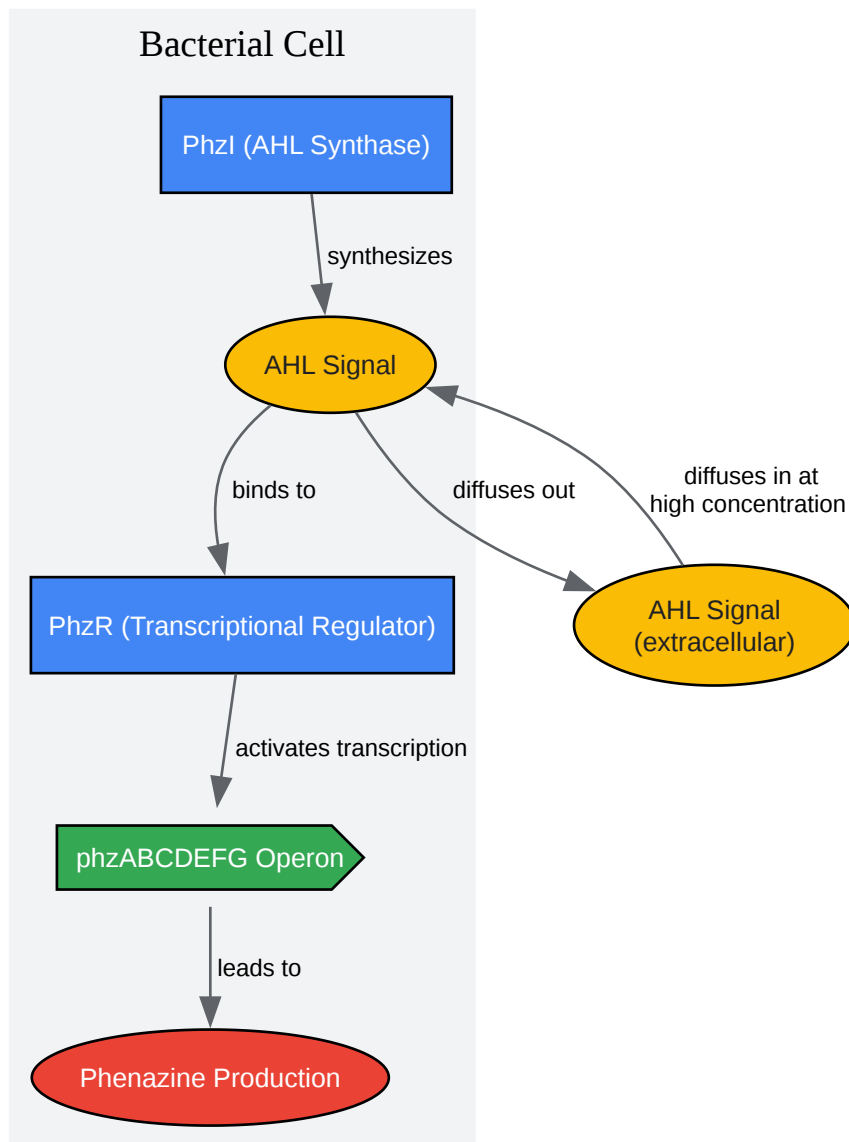 Bacterial Cell
PhzI (AHL Synthase)
synthesizes
AHL Signal
binds to
diffuses out
diffuses in at
high concentration
PhzR (Transcriptional Regulator)
AHL Signal
(extracellular)
activates transcription
phzABCDEFG Operon
leads to
Phenazine Production